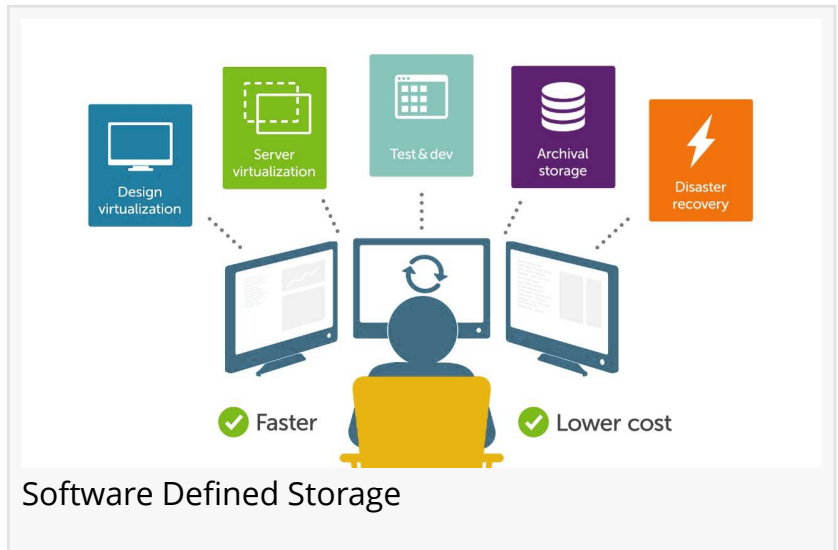 Design
virtualization
Server
virtualization
Test & dev
Archival
storage
Disaster
recovery
Faster
Lower cost
Software Defined Storage